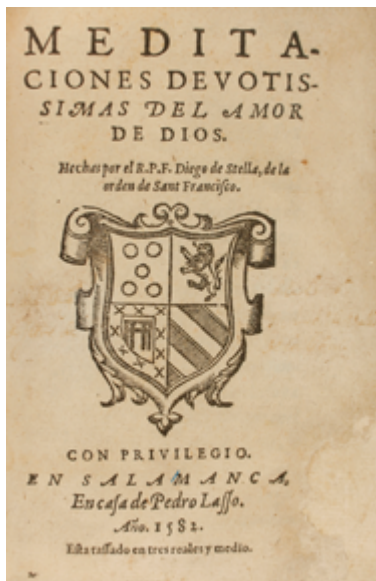 MEDITA-
CIONES DEVOTIS-
SIMAS DEL AMOR
DE DIOS.
Hechas por el R.P.F. Diego de Stella, de la
orden de Sant Francisco.
CON PRIVILEGIO.
EN SALAMANCA,
En casa de Pedro Lasso.
Año. 1582.
Esta tassado en tres reales y medio.